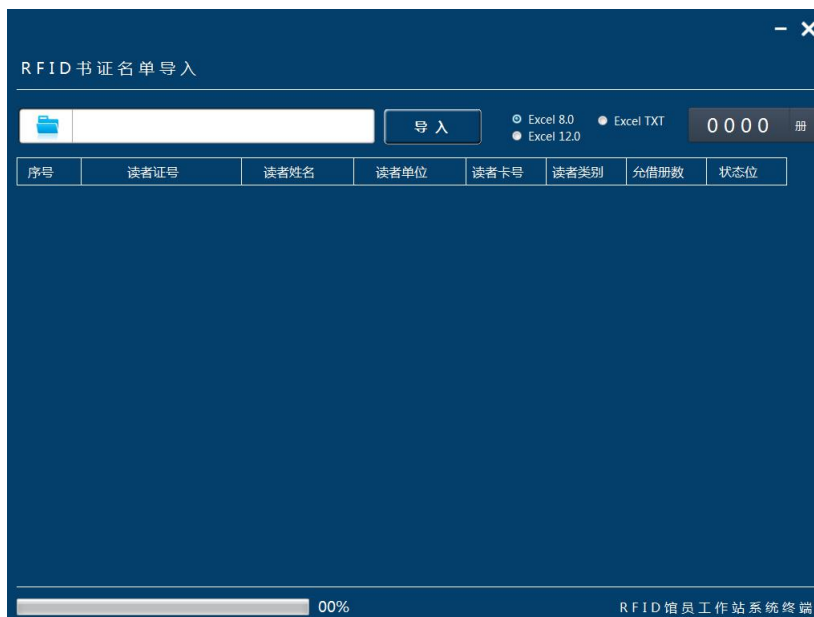 RFID书证名单导入
导入
Excel 8.0
Excel TXT
Excel 12.0
0000
册
序号 读者证号 读者姓名 读者单位 读者卡号 读者类别 允借册数 状态位
00%
RFID馆员工作站系统终端